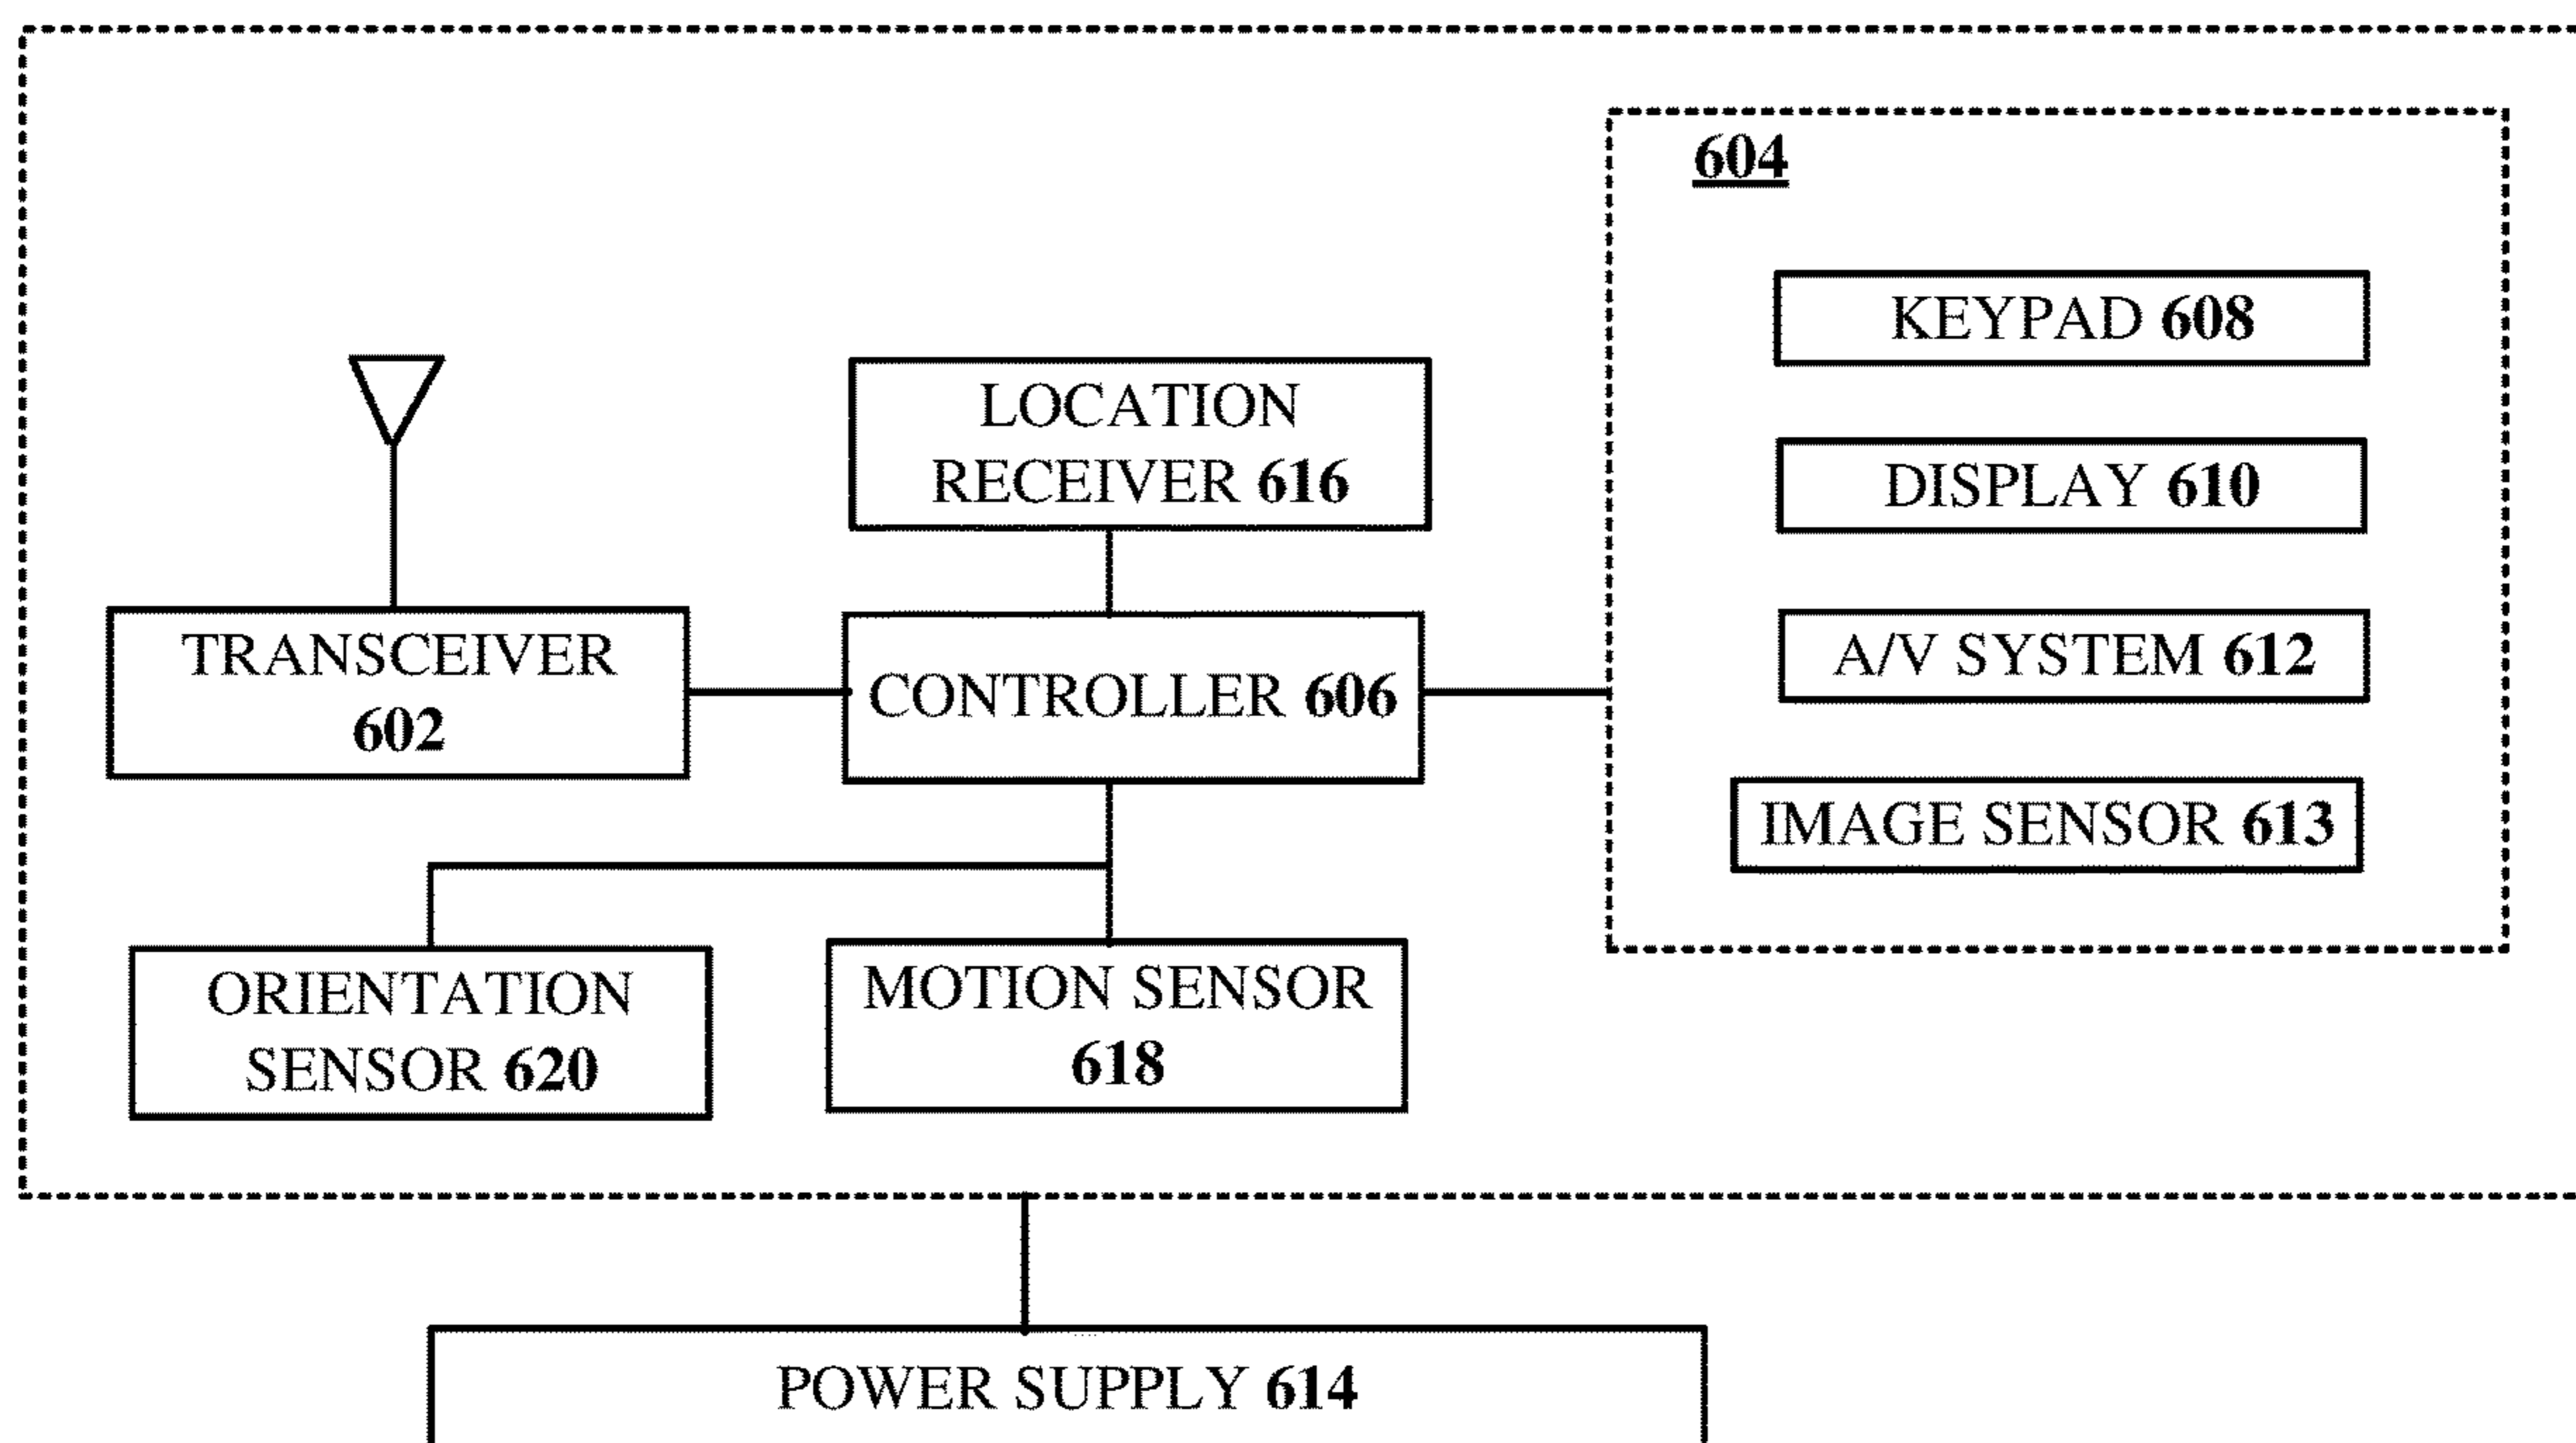 604
KEYPAD 608
LOCATION
RECEIVER 616
DISPLAY 610
TRANSCEIVER
602
CONTROLLER 606
A/V SYSTEM 612
IMAGE SENSOR 613
ORIENTATION
SENSOR 620
MOTION SENSOR
618
POWER SUPPLY 614